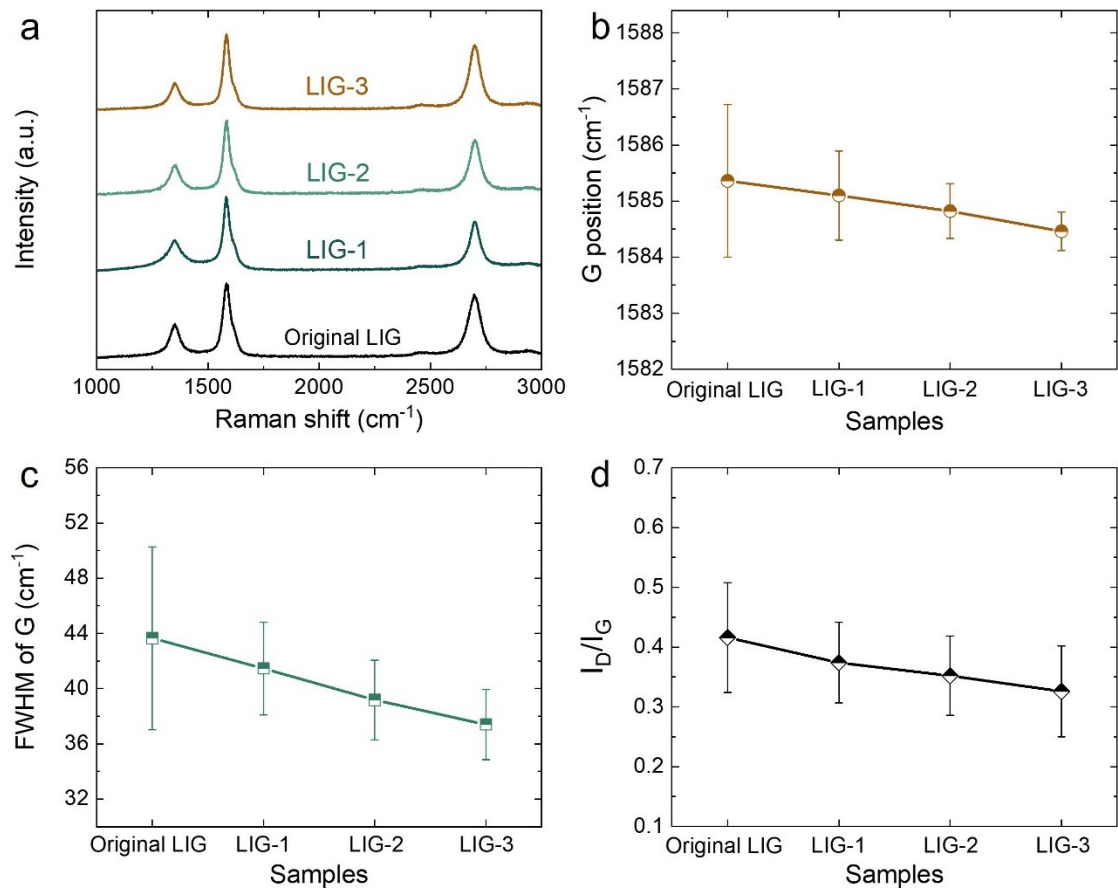 a
LIG-3
LIG-2
LIG-1
Original LIG
Intensity (a.u.)
1000 1500 2000 2500 3000
Raman shift (cm⁻¹)
b
1588
1587
1586
1585
1584
1583
1582
G position (cm⁻¹)
Original LIG LIG-1 LIG-2 LIG-3
Samples
c
56
52
48
44
40
36
32
FWHM of G (cm⁻¹)
Original LIG LIG-1 LIG-2 LIG-3
Samples
d
0.7
0.6
0.5
0.4
0.3
0.2
0.1
I_D/I_G
Original LIG LIG-1 LIG-2 LIG-3
Samples